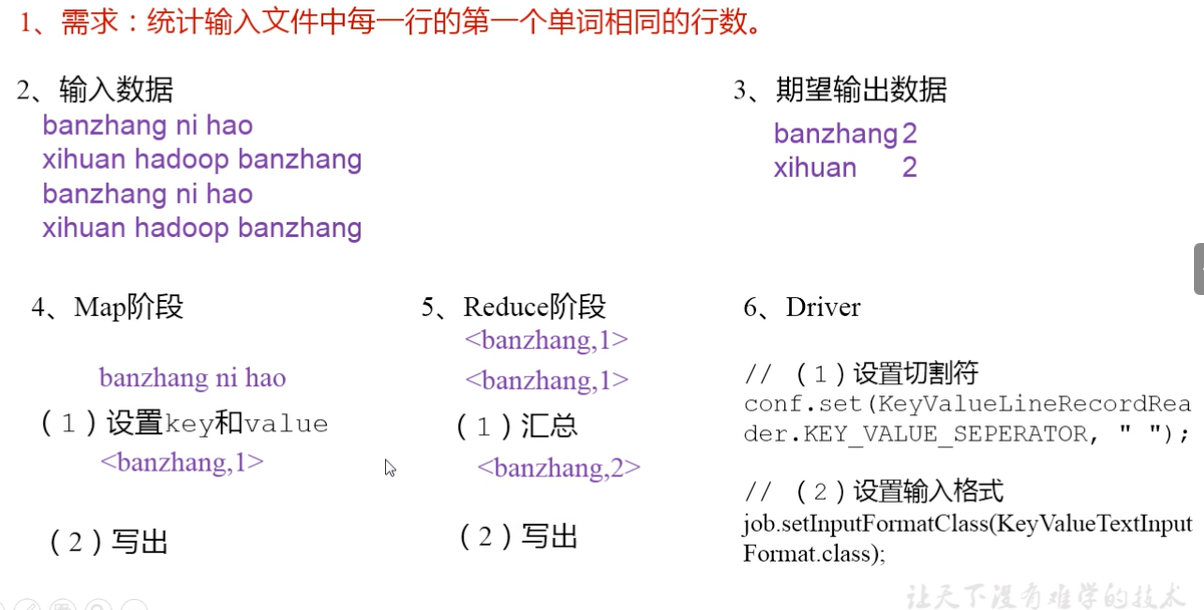 1、需求：统计输入文件中每一行的第一个单词相同的行数。
2、输入数据
banzhang ni hao
xihuan hadoop banzhang
banzhang ni hao
xihuan hadoop banzhang
3、期望输出数据
banzhang 2
xihuan 2
4、Map阶段
banzhang ni hao
（1）设置key和value
<banzhang,1>
（2）写出
5、Reduce阶段
<banzhang,1>
<banzhang,1>
（1）汇总
<banzhang,2>
（2）写出
6、Driver
// （1）设置切割符
conf.set(KeyValueLineRecordRea
der.KEY_VALUE_SEPERATOR, " ");
// （2）设置输入格式
job.setInputFormatClass(KeyValueTextInput
Format.class);
让天下没有难学的技术